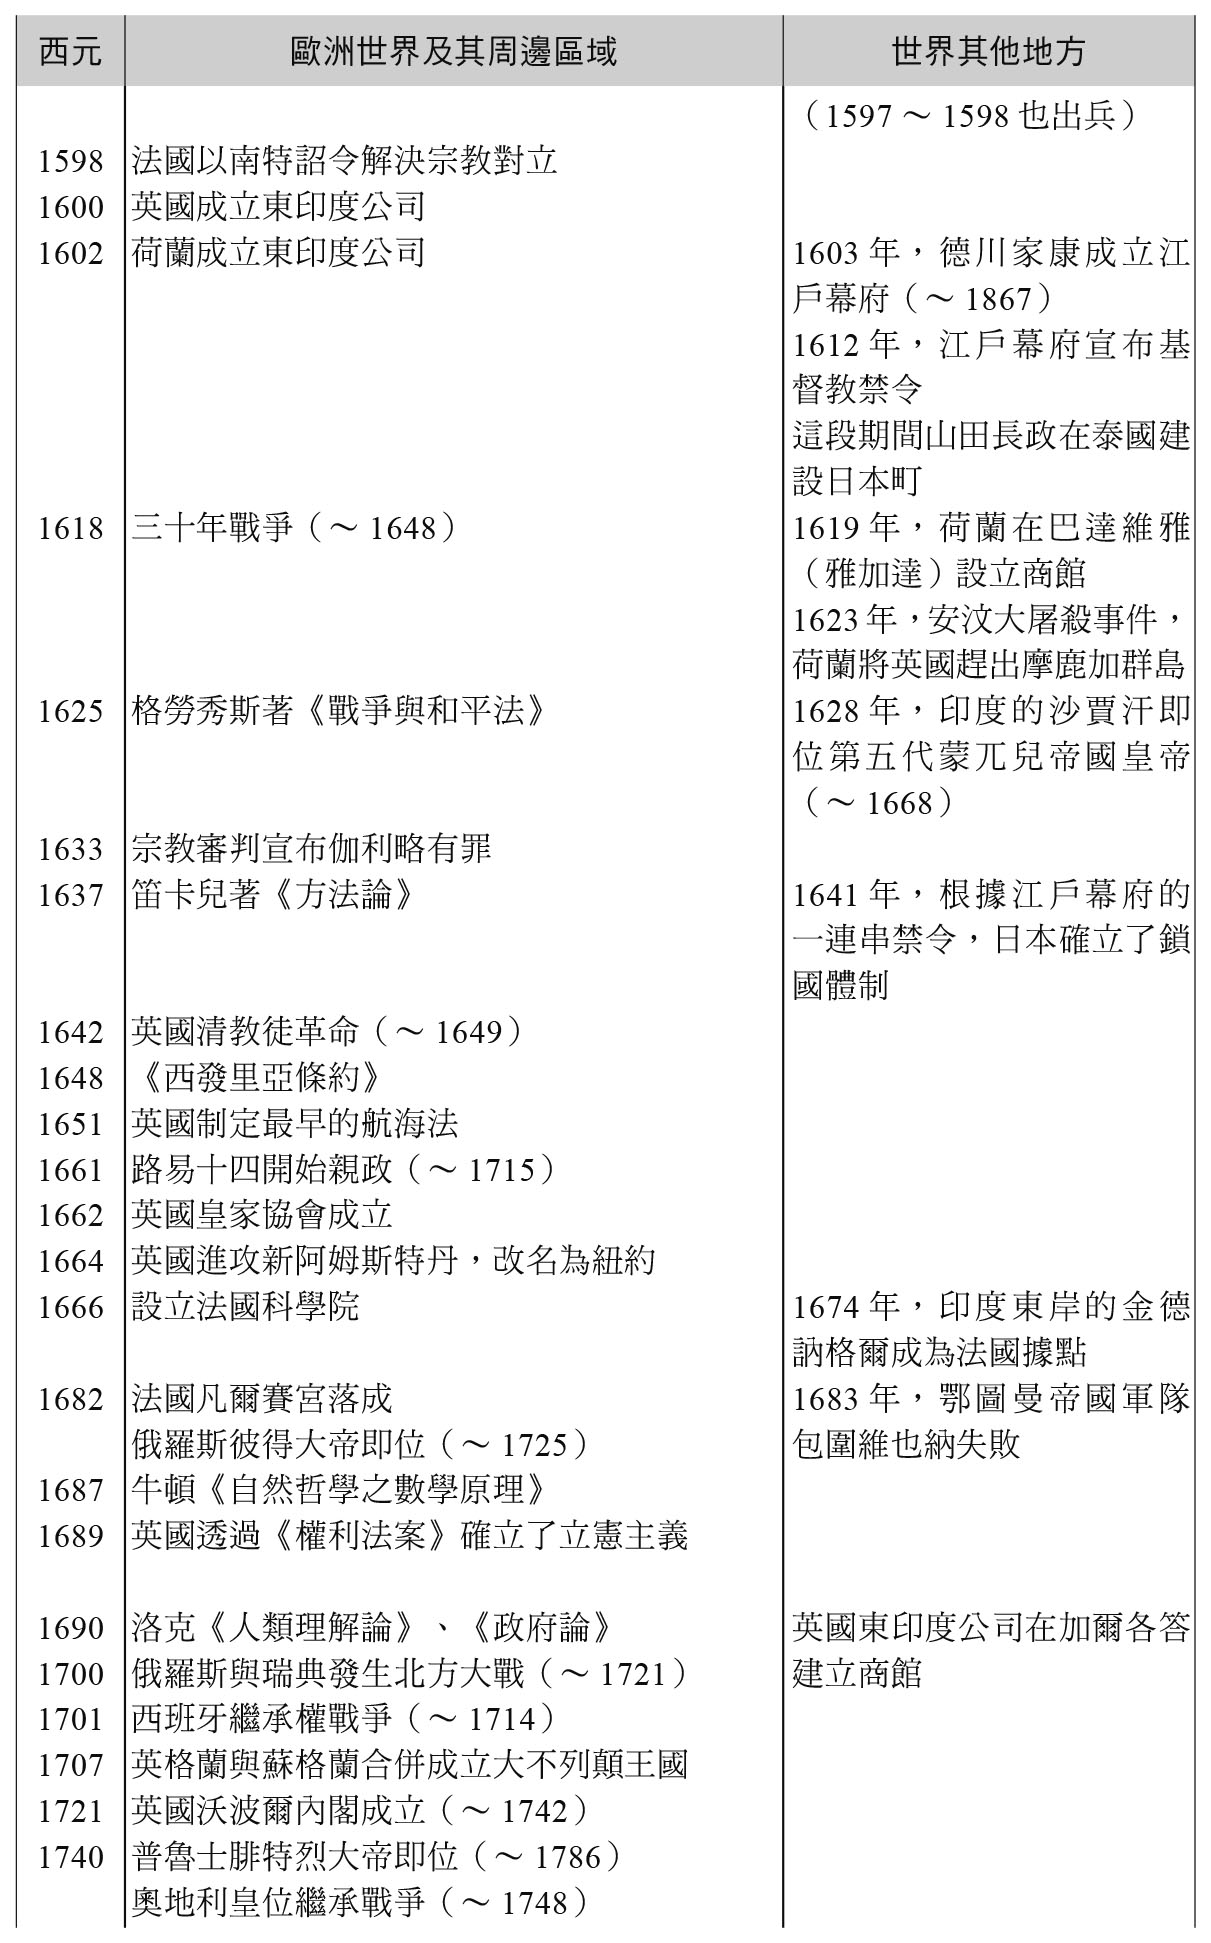 西元 歐洲世界及其周邊區域 世界其他地方
（1597～1598也出兵）
1598 法國以南特詔令解決宗教對立
1600 英國成立東印度公司
1602 荷蘭成立東印度公司 1603年，德川家康成立江
戶幕府（～1867）
1612年，江戶幕府宣布基
督教禁令
這段期間山田長政在泰國建
設日本町
1618 三十年戰爭（～1648） 1619年，荷蘭在巴達維雅
（雅加達）設立商館
1623年，安汶大屠殺事件，
荷蘭將英國趕出摩鹿加群島
1625 格勞秀斯著《戰爭與和平法》 1628年，印度的沙賈汗即
位第五代蒙兀兒帝國皇帝
（～1668）
1633 宗教審判宣布伽利略有罪
1637 笛卡兒著《方法論》 1641年，根據江戶幕府的
一連串禁令，日本確立了鎖
國體制
1642 英國清教徒革命（～1649）
1648 《西發里亞條約》
1651 英國制定最早的航海法
1661 路易十四開始親政（～1715）
1662 英國皇家協會成立
1664 英國進攻新阿姆斯特丹，改名為紐約
1666 設立法國科學院 1674年，印度東岸的金德
訥格爾成為法國據點
1682 法國凡爾賽宮落成 1683年，鄂圖曼帝國軍隊
俄羅斯彼得大帝即位（～1725） 包圍維也納失敗
1687 牛頓《自然哲學之數學原理》
1689 英國透過《權利法案》確立了立憲主義
1690 洛克《人類理解論》、《政府論》 英國東印度公司在加爾各答
1700 俄羅斯與瑞典發生北方大戰（～1721） 建立商館
1701 西班牙繼承權戰爭（～1714）
1707 英格蘭與蘇格蘭合併成立大不列顛王國
1721 英國沃波爾內閣成立（～1742）
1740 普魯士腓特烈大帝即位（～1786）
奧地利皇位繼承戰爭（～1748）